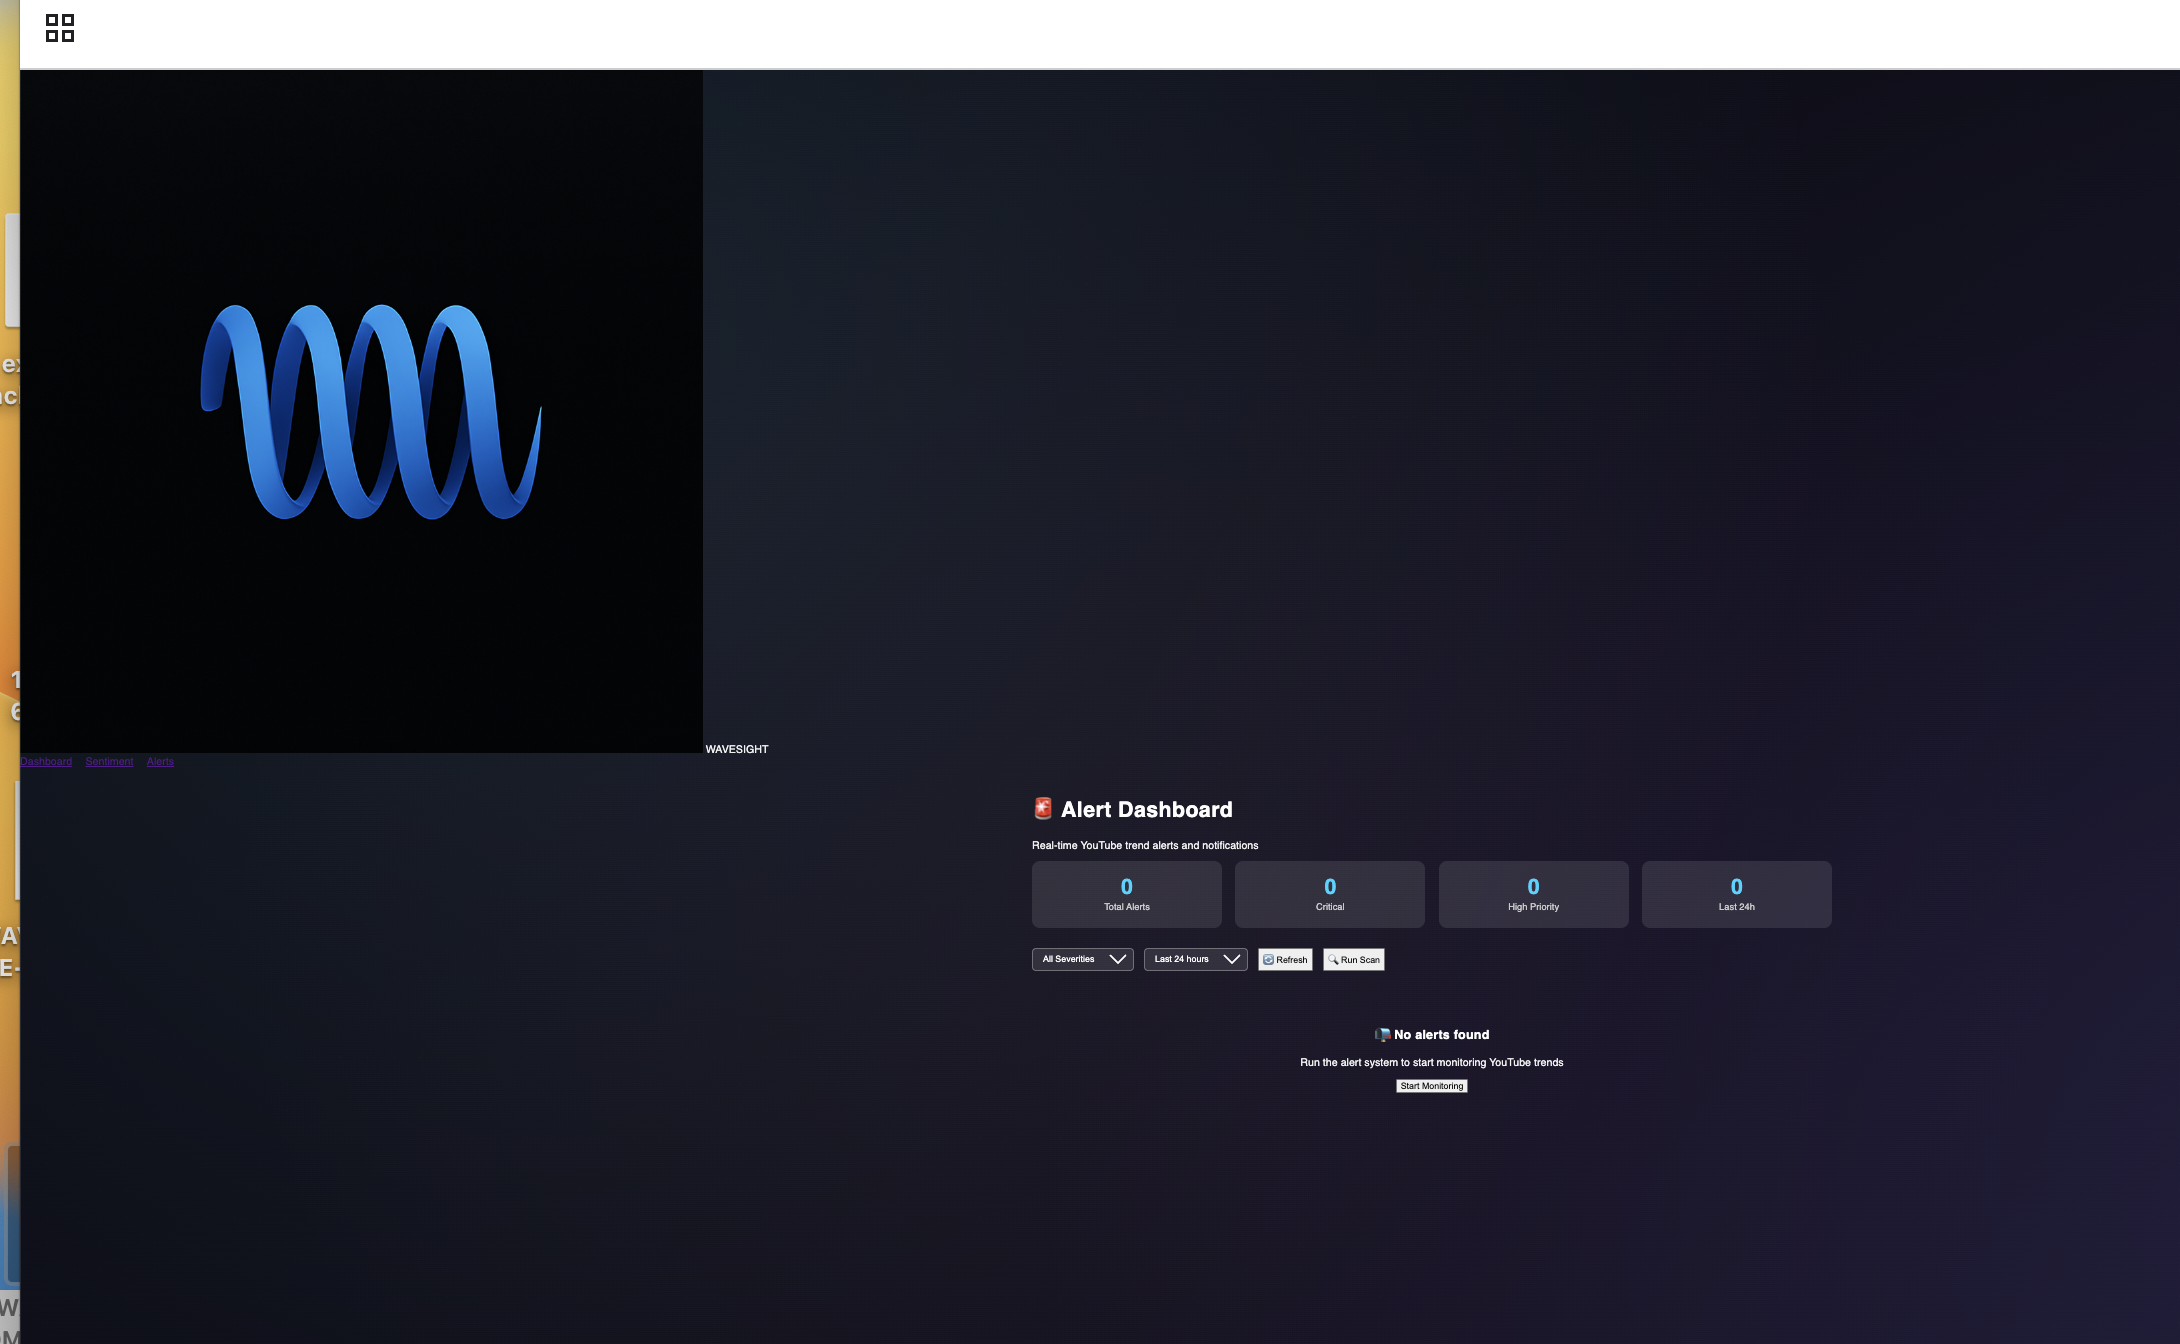 WAVESIGHT
Dashboard Sentiment Alerts
Alert Dashboard
Real-time YouTube trend alerts and notifications
0 0 0 0
Total Alerts Critical High Priority Last 24h
All Severities Last 24 hours Refresh Run Scan
No alerts found
Run the alert system to start monitoring YouTube trends
Start Monitoring